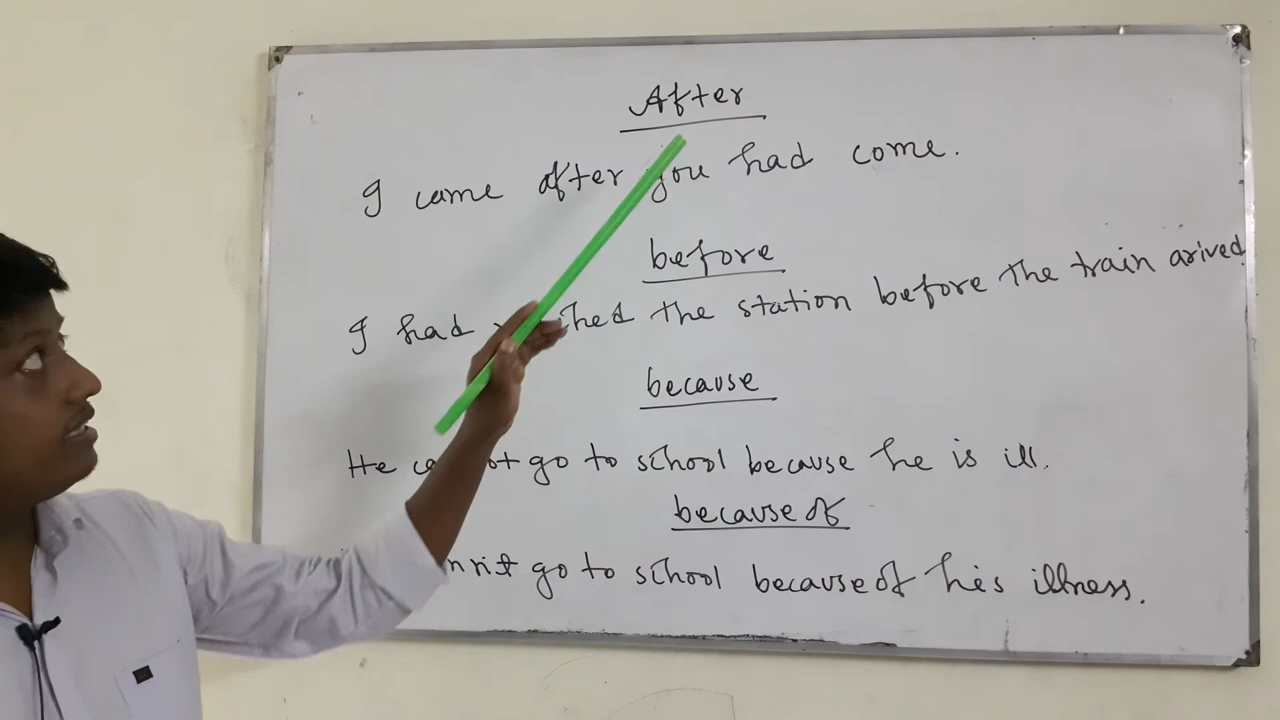 After
I came after you had come.
before
I had the station before the train arived
because
He go to school because he is ill.
because of
go to school because of his illness.